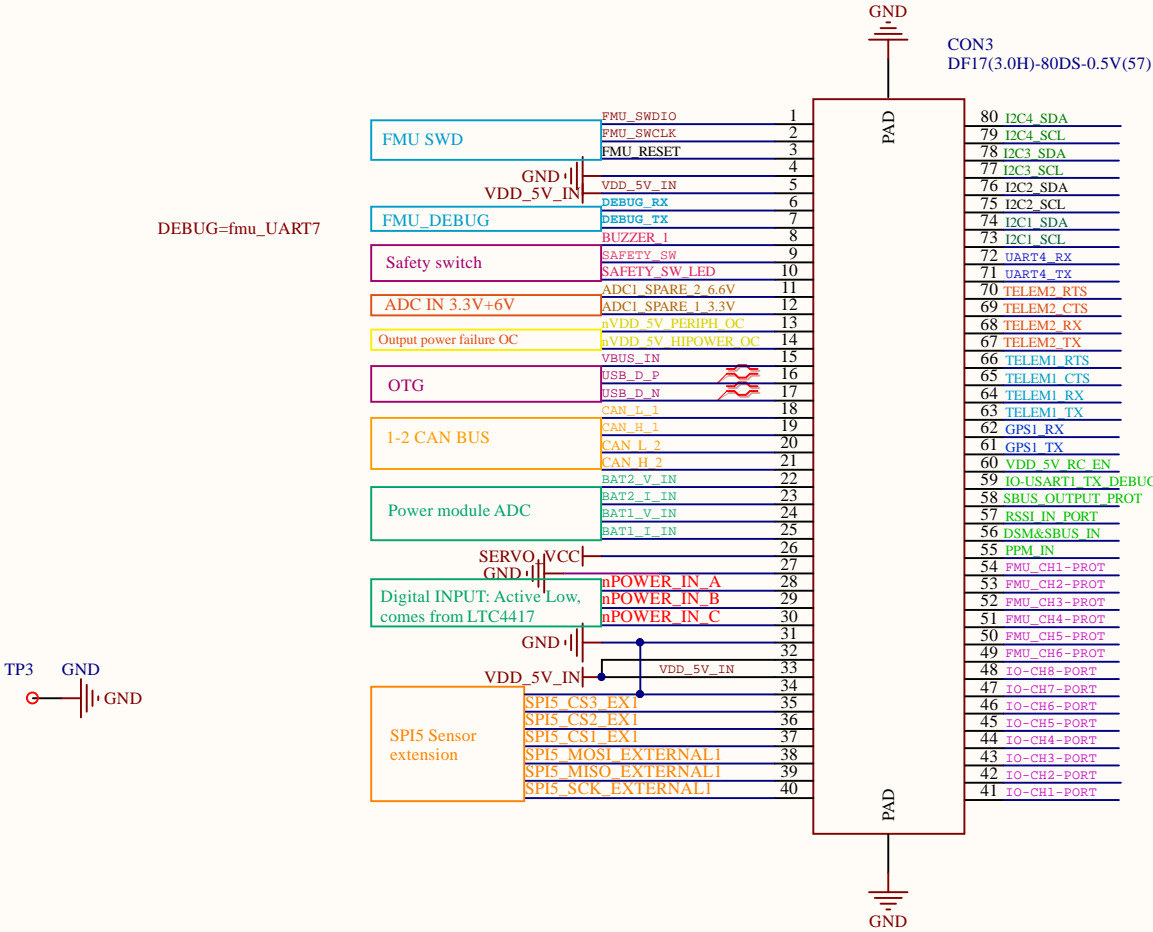 GND
CON3
DF17(3.0H)-80DS-0.5V(57)
PAD
FMU SWD
FMU_SWDIO 1
FMU_SWCLK 2
FMU_RESET 3
GND 4
VDD_5V_IN VDD_5V_IN 5
DEBUG=fmu_UART7
FMU_DEBUG
DEBUG_RX 6
DEBUG_TX 7
BUZZER_1 8
Safety switch
SAFETY_SW 9
SAFETY_SW_LED 10
ADC IN 3.3V+6V
ADC1_SPARE_2_6.6V 11
ADC1_SPARE_1_3.3V 12
Output power failure OC
nVDD_5V_PERIPH_OC 13
nVDD_5V_HIPOWER_OC 14
OTG
VBUS_IN 15
USB_D_P 16
USB_D_N 17
1-2 CAN BUS
CAN_L_1 18
CAN_H_1 19
CAN_L_2 20
CAN_H_2 21
Power module ADC
BAT2_V_IN 22
BAT2_I_IN 23
BAT1_V_IN 24
BAT1_I_IN 25
SERVO_VCC 26
GND 27
Digital INPUT: Active Low,
comes from LTC4417
nPOWER_IN_A 28
nPOWER_IN_B 29
nPOWER_IN_C 30
GND 31
32
VDD_5V_IN VDD_5V_IN 33
34
SPI5 Sensor
extension
SPI5_CS3_EX1 35
SPI5_CS2_EX1 36
SPI5_CS1_EX1 37
SPI5_MOSI_EXTERNAL1 38
SPI5_MISO_EXTERNAL1 39
SPI5_SCK_EXTERNAL1 40
80 I2C4_SDA
79 I2C4_SCL
78 I2C3_SDA
77 I2C3_SCL
76 I2C2_SDA
75 I2C2_SCL
74 I2C1_SDA
73 I2C1_SCL
72 UART4_RX
71 UART4_TX
70 TELEM2_RTS
69 TELEM2_CTS
68 TELEM2_RX
67 TELEM2_TX
66 TELEM1_RTS
65 TELEM1_CTS
64 TELEM1_RX
63 TELEM1_TX
62 GPS1_RX
61 GPS1_TX
60 VDD_5V_RC_EN
59 IO-USART1_TX_DEBUG
58 SBUS_OUTPUT_PROT
57 RSSI_IN_PORT
56 DSM&SBUS_IN
55 PPM_IN
54 FMU_CH1-PROT
53 FMU_CH2-PROT
52 FMU_CH3-PROT
51 FMU_CH4-PROT
50 FMU_CH5-PROT
49 FMU_CH6-PROT
48 IO-CH8-PORT
47 IO-CH7-PORT
46 IO-CH6-PORT
45 IO-CH5-PORT
44 IO-CH4-PORT
43 IO-CH3-PORT
42 IO-CH2-PORT
41 IO-CH1-PORT
PAD
GND
TP3 GND
GND